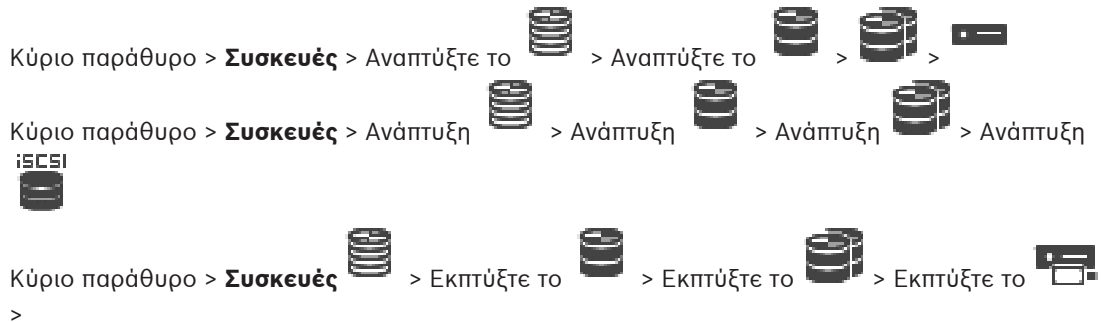 Κύριο παράθυρο > Συσκευές > Αναπτύξτε το > Αναπτύξτε το > >
Κύριο παράθυρο > Συσκευές > Ανάπτυξη > Ανάπτυξη > Ανάπτυξη > Ανάπτυξη
iSCSI
Κύριο παράθυρο > Συσκευές > Εκπτύξτε το > Εκπτύξτε το > Εκπτύξτε το
>